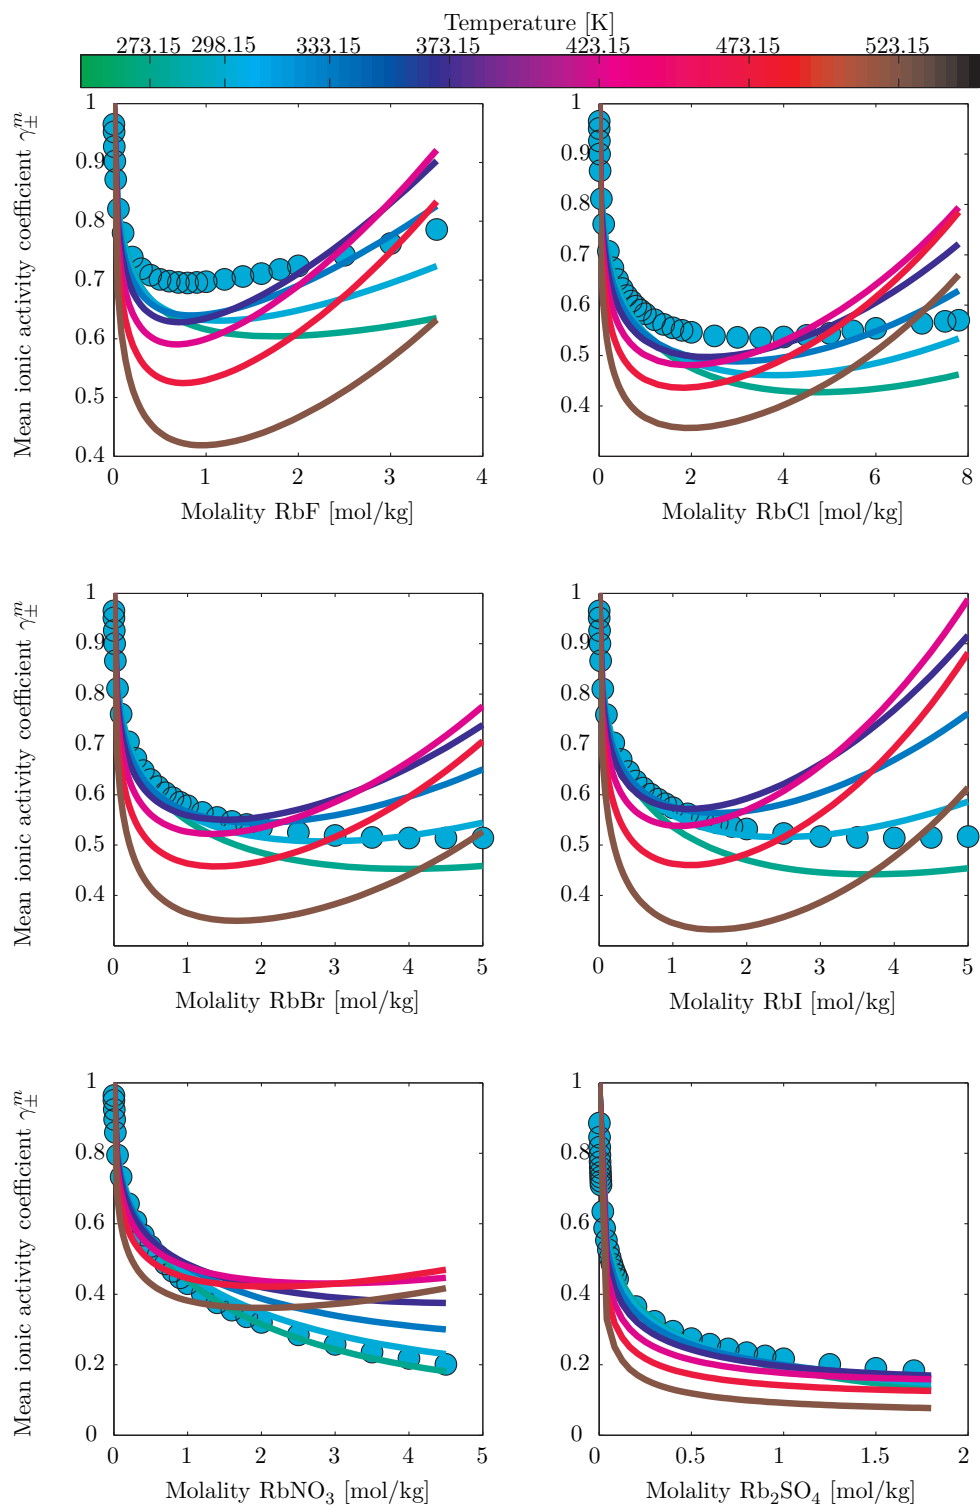 Temperature [K]
273.15 298.15 333.15 373.15 423.15 473.15 523.15
Mean ionic activity coefficient γ±^m
1
0.9
0.8
0.7
0.6
0.5
0.4
0 1 2 3 4
Molality RbF [mol/kg]
1
0.9
0.8
0.7
0.6
0.5
0.4
0 2 4 6 8
Molality RbCl [mol/kg]
Mean ionic activity coefficient γ±^m
1
0.9
0.8
0.7
0.6
0.5
0.4
0 1 2 3 4 5
Molality RbBr [mol/kg]
1
0.9
0.8
0.7
0.6
0.5
0.4
0 1 2 3 4 5
Molality RbI [mol/kg]
Mean ionic activity coefficient γ±^m
1
0.8
0.6
0.4
0.2
0
0 1 2 3 4 5
Molality RbNO₃ [mol/kg]
1
0.8
0.6
0.4
0.2
0
0 0.5 1 1.5 2
Molality Rb₂SO₄ [mol/kg]